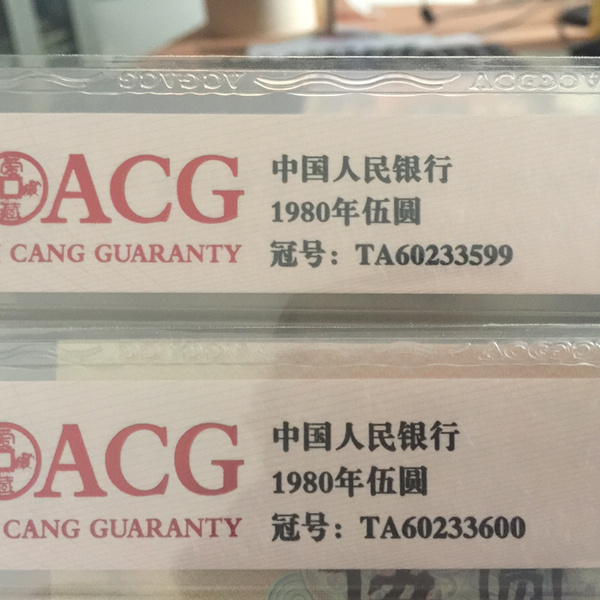 ACGACG ACGACG
ACG
CANG GUARANTY
中国人民银行
1980年伍圆
冠号：TA60233599
ACG
CANG GUARANTY
中国人民银行
1980年伍圆
冠号：TA60233600